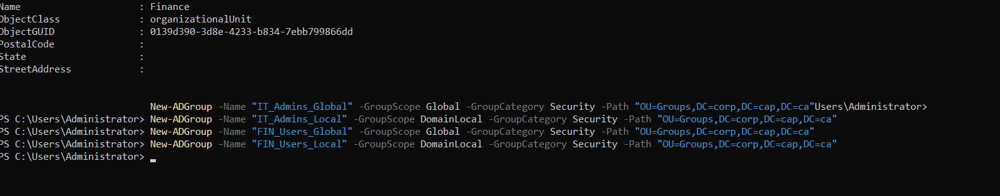 Name                     : Finance
ObjectClass              : organizationalUnit
ObjectGUID               : 0139d390-3d8e-4233-b834-7ebb799866dd
PostalCode               :
State                    :
StreetAddress            :
New-ADGroup -Name "IT_Admins_Global" -GroupScope Global -GroupCategory Security -Path "OU=Groups,DC=corp,DC=cap,DC=ca"Users\Administrator>
PS C:\Users\Administrator> New-ADGroup -Name "IT_Admins_Local" -GroupScope DomainLocal -GroupCategory Security -Path "OU=Groups,DC=corp,DC=cap,DC=ca"
PS C:\Users\Administrator> New-ADGroup -Name "FIN_Users_Global" -GroupScope Global -GroupCategory Security -Path "OU=Groups,DC=corp,DC=cap,DC=ca"
PS C:\Users\Administrator> New-ADGroup -Name "FIN_Users_Local" -GroupScope DomainLocal -GroupCategory Security -Path "OU=Groups,DC=corp,DC=cap,DC=ca"
PS C:\Users\Administrator>